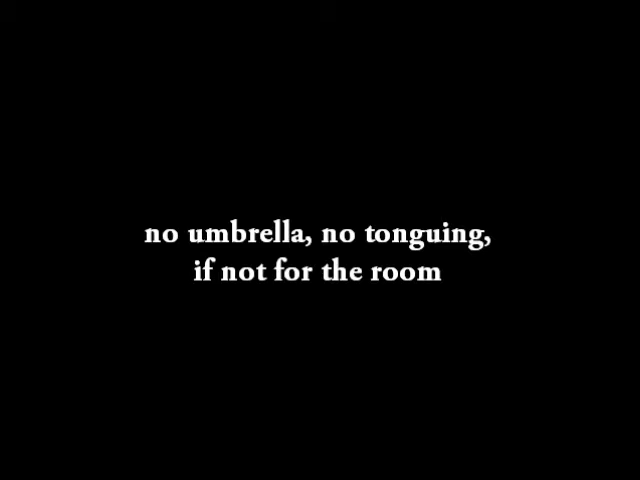 no umbrella, no tonguing,
if not for the room